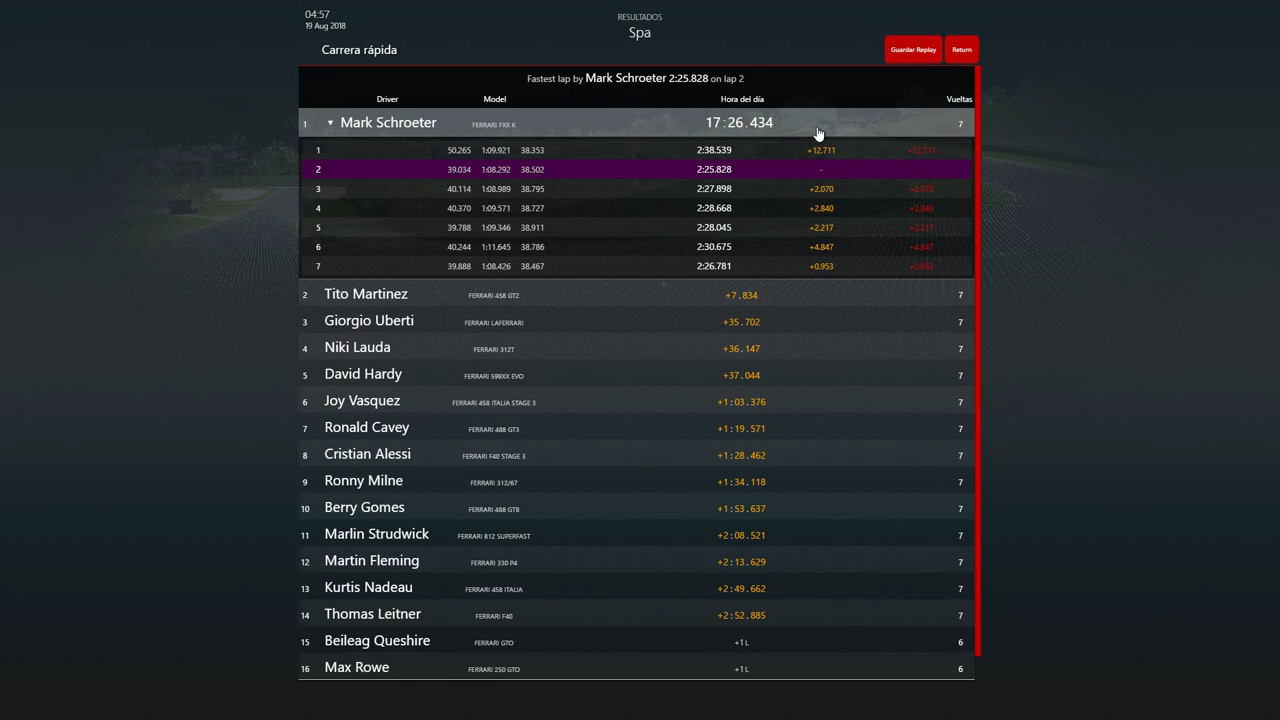 04:57
19 Aug 2018
RESULTADOS
Spa
Carrera rápida
Guardar Replay Return
Fastest lap by Mark Schroeter 2:25.828 on lap 2
Driver Model Hora del día Vueltas
1 Mark Schroeter FERRARI FXX K 17:26.434 7
1 50.265 1:09.921 38.353 2:38.539 +12.711 +12.711
2 39.034 1:08.292 38.502 2:25.828 - -
3 40.114 1:08.989 38.795 2:27.898 +2.070 +2.070
4 40.370 1:09.571 38.727 2:28.668 +2.840 +2.840
5 39.788 1:09.346 38.911 2:28.045 +2.217 +2.217
6 40.244 1:11.645 38.786 2:30.675 +4.847 +4.847
7 39.888 1:08.426 38.467 2:26.781 +0.953 +0.953
2 Tito Martinez FERRARI 458 GT2 +7.834 7
3 Giorgio Uberti FERRARI LAFERRARI +35.702 7
4 Niki Lauda FERRARI 312T +36.147 7
5 David Hardy FERRARI 599XX EVO +37.044 7
6 Joy Vasquez FERRARI 458 ITALIA STAGE 3 +1:03.376 7
7 Ronald Cavey FERRARI 488 GT3 +1:19.571 7
8 Cristian Alessi FERRARI F40 STAGE 3 +1:28.462 7
9 Ronny Milne FERRARI 312/67 +1:34.118 7
10 Berry Gomes FERRARI 488 GTB +1:53.637 7
11 Marlin Strudwick FERRARI 812 SUPERFAST +2:08.521 7
12 Martin Fleming FERRARI 330 P4 +2:13.629 7
13 Kurtis Nadeau FERRARI 458 ITALIA +2:49.662 7
14 Thomas Leitner FERRARI F40 +2:52.885 7
15 Beileag Queshire FERRARI GTO +1 L 6
16 Max Rowe FERRARI 250 GTO +1 L 6